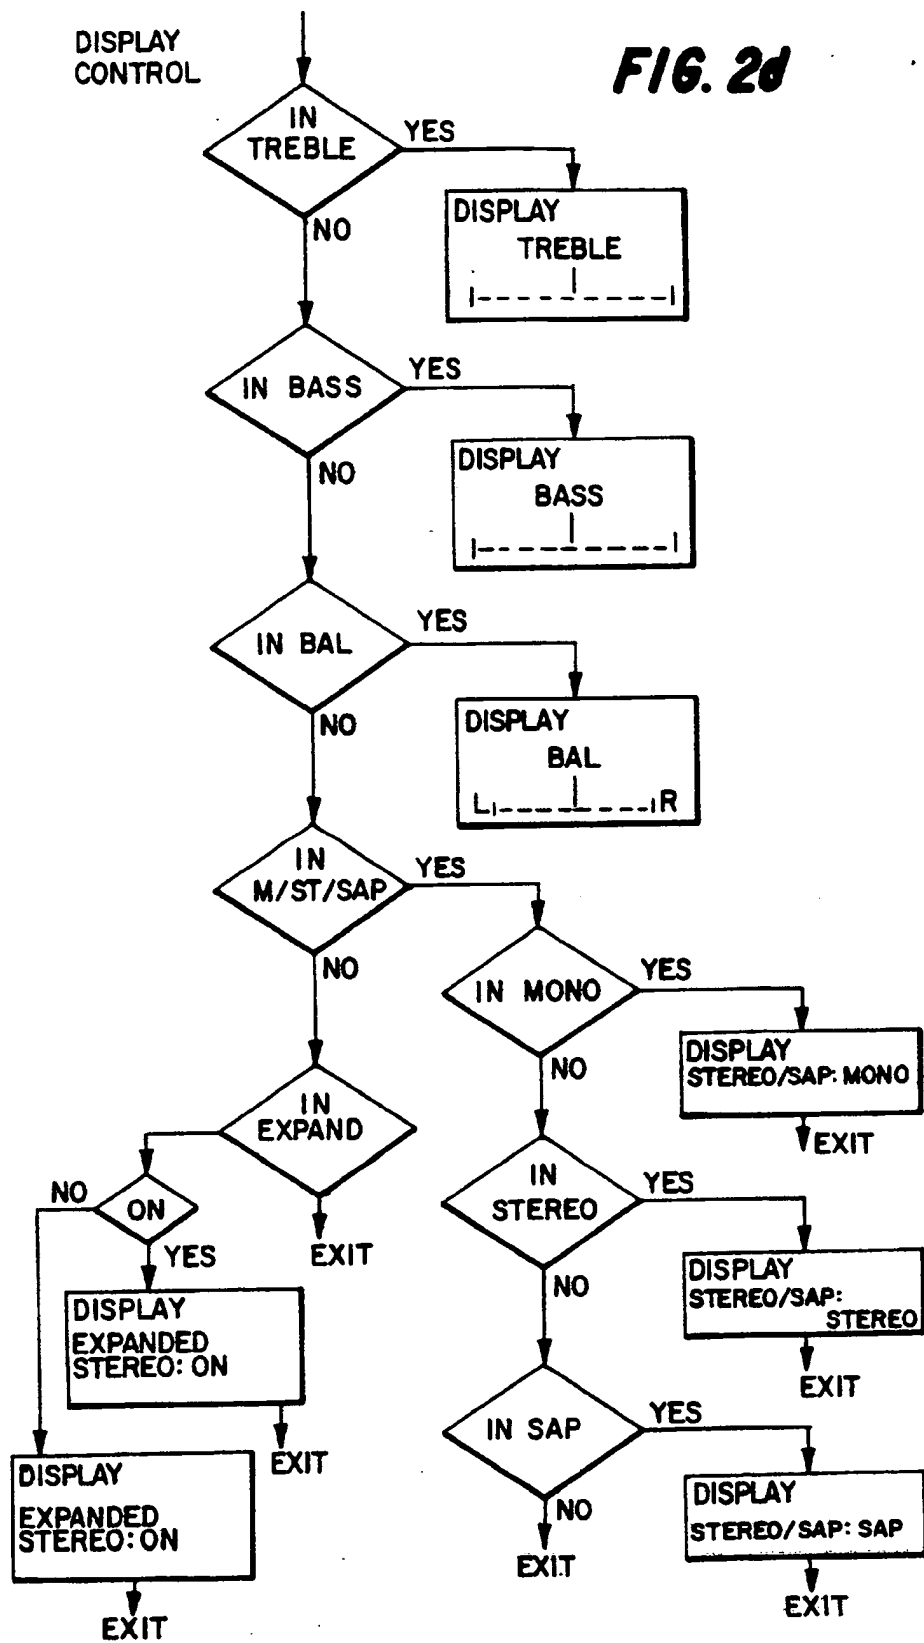 DISPLAY
CONTROL
FIG. 2d
IN
TREBLE
YES
NO
DISPLAY
TREBLE
IN BASS
YES
NO
DISPLAY
BASS
IN BAL
YES
NO
DISPLAY
BAL
L R
IN
M/ST/SAP
YES
NO
IN MONO
YES
NO
DISPLAY
STEREO/SAP: MONO
EXIT
IN
EXPAND
EXIT
NO
ON
YES
DISPLAY
EXPANDED
STEREO: ON
EXIT
DISPLAY
EXPANDED
STEREO: ON
EXIT
IN
STEREO
YES
NO
DISPLAY
STEREO/SAP:
STEREO
EXIT
IN SAP
YES
NO
EXIT
DISPLAY
STEREO/SAP: SAP
EXIT